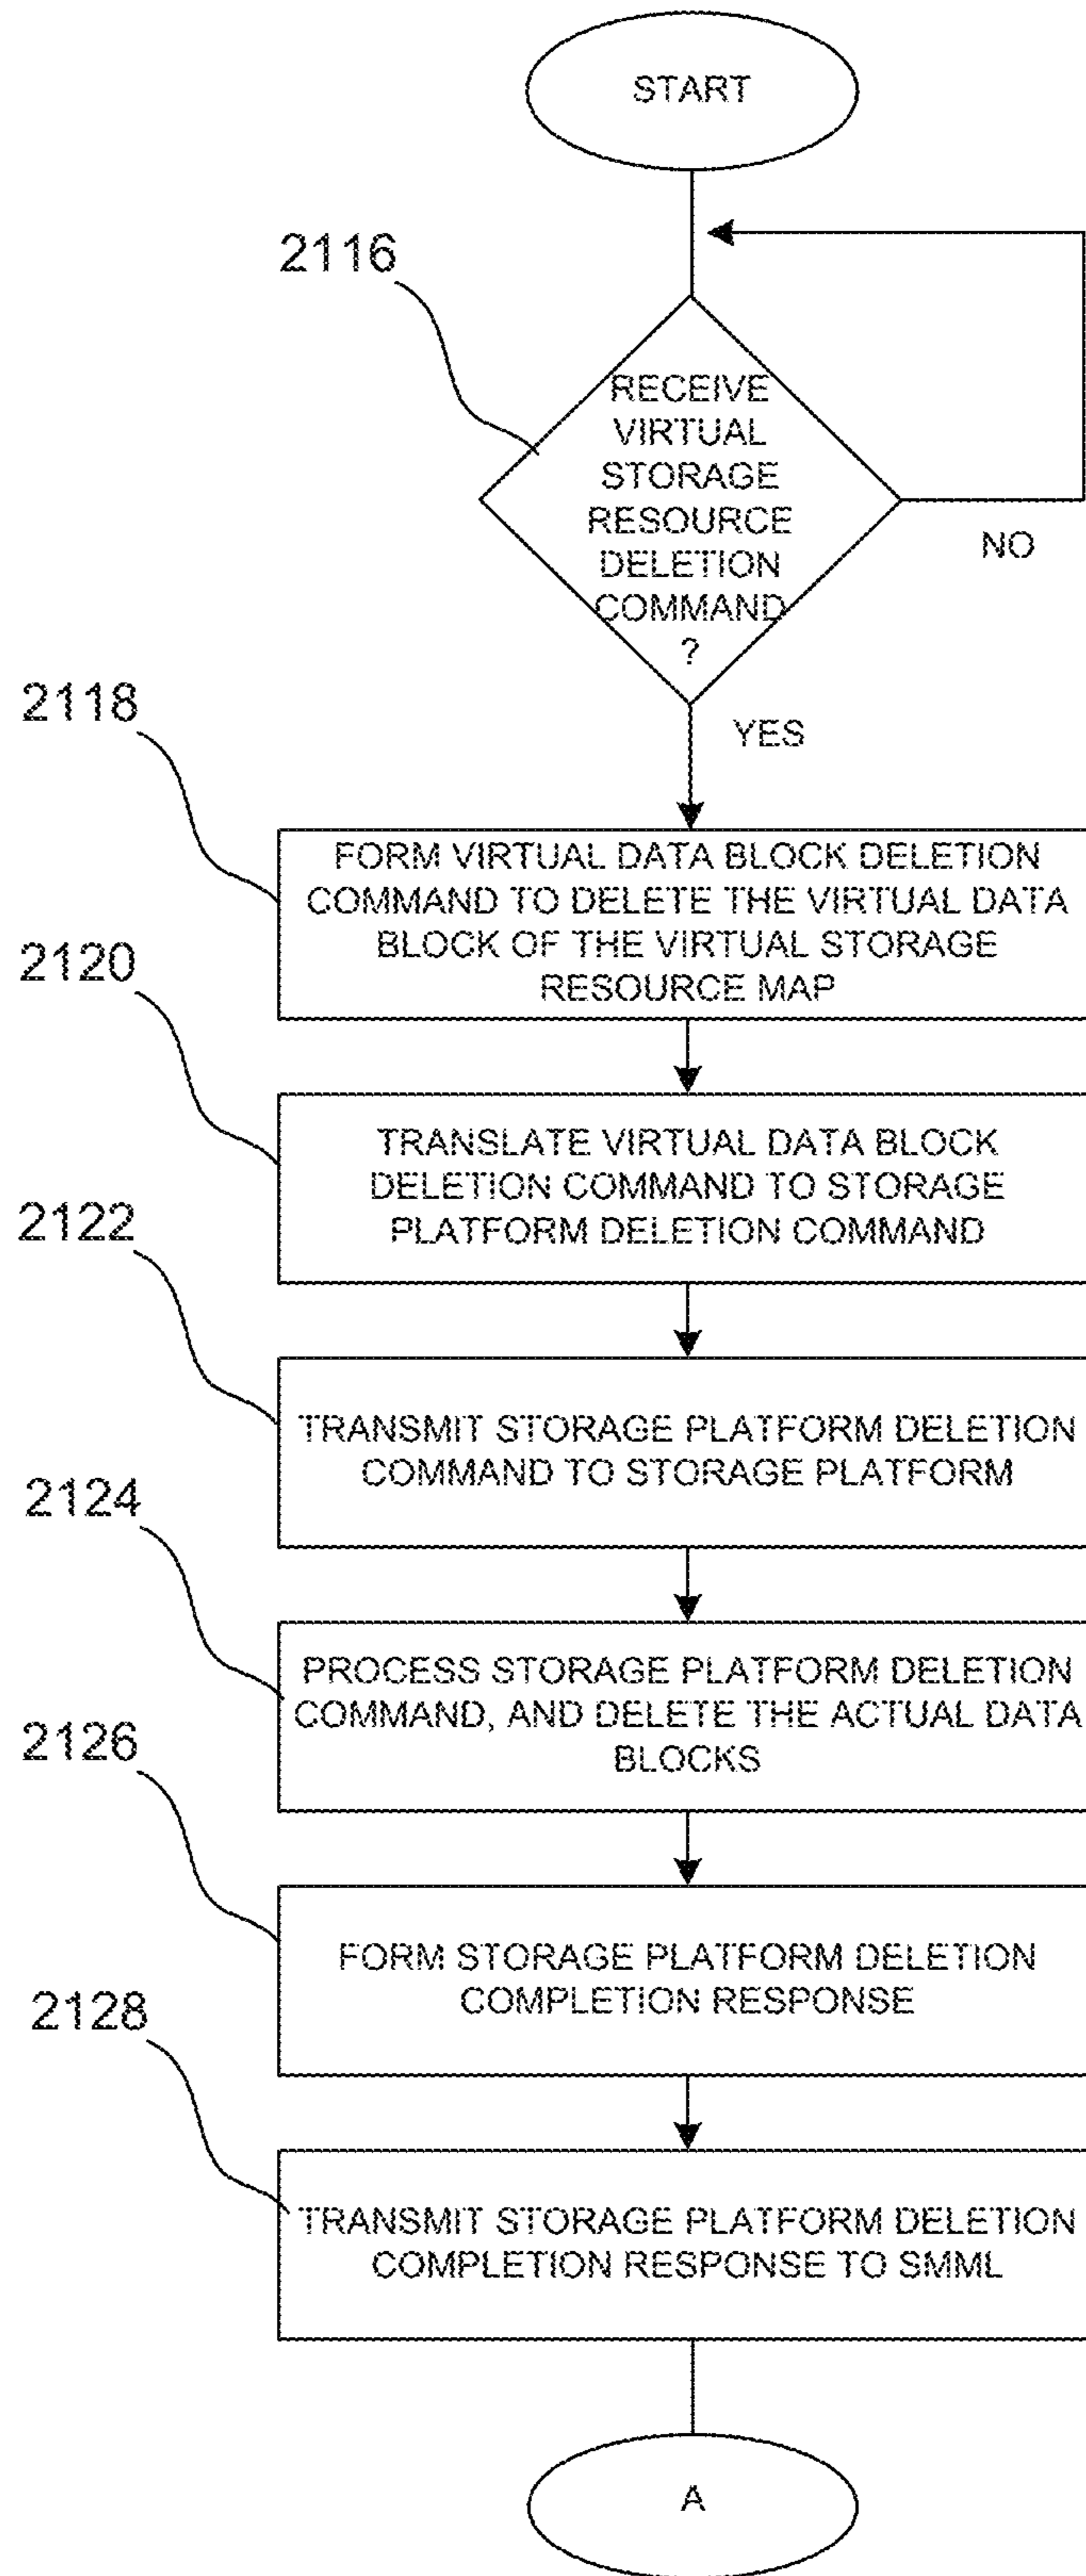 START
2116
RECEIVE
VIRTUAL
STORAGE
RESOURCE
DELETION
COMMAND
?
NO
YES
2118
FORM VIRTUAL DATA BLOCK DELETION
COMMAND TO DELETE THE VIRTUAL DATA
BLOCK OF THE VIRTUAL STORAGE
RESOURCE MAP
2120
TRANSLATE VIRTUAL DATA BLOCK
DELETION COMMAND TO STORAGE
PLATFORM DELETION COMMAND
2122
TRANSMIT STORAGE PLATFORM DELETION
COMMAND TO STORAGE PLATFORM
2124
PROCESS STORAGE PLATFORM DELETION
COMMAND, AND DELETE THE ACTUAL DATA
BLOCKS
2126
FORM STORAGE PLATFORM DELETION
COMPLETION RESPONSE
2128
TRANSMIT STORAGE PLATFORM DELETION
COMPLETION RESPONSE TO SMML
A